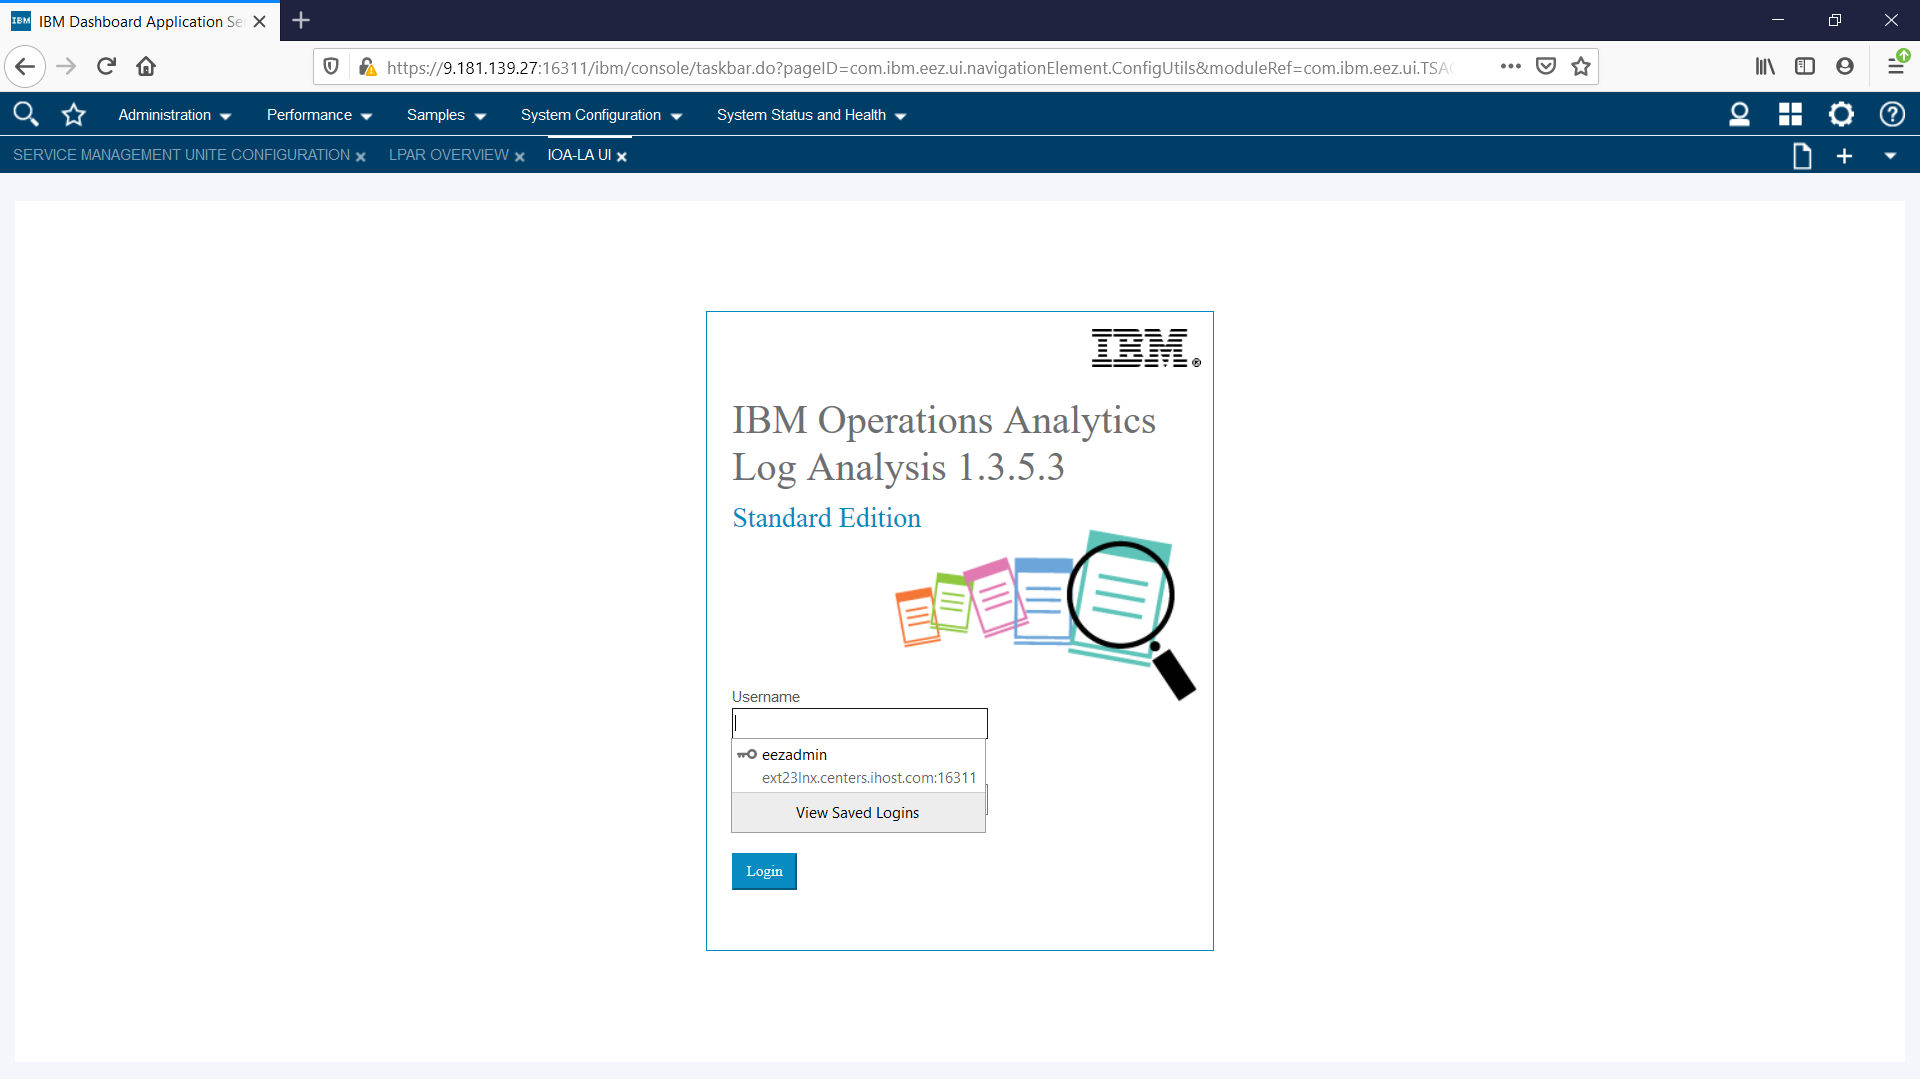 IBM
IBM Dashboard Application Se
https://9.181.139.27:16311/ibm/console/taskbar.do?pageID=com.ibm.eez.ui.navigationElement.ConfigUtils&moduleRef=com.ibm.eez.ui.TSA
Administration
Performance
Samples
System Configuration
System Status and Health
SERVICE MANAGEMENT UNITE CONFIGURATION
LPAR OVERVIEW
IOA-LA UI
IBM®
IBM Operations Analytics
Log Analysis 1.3.5.3
Standard Edition
Username
eezadmin
ext23lnx.centers.ihost.com:16311
View Saved Logins
Login